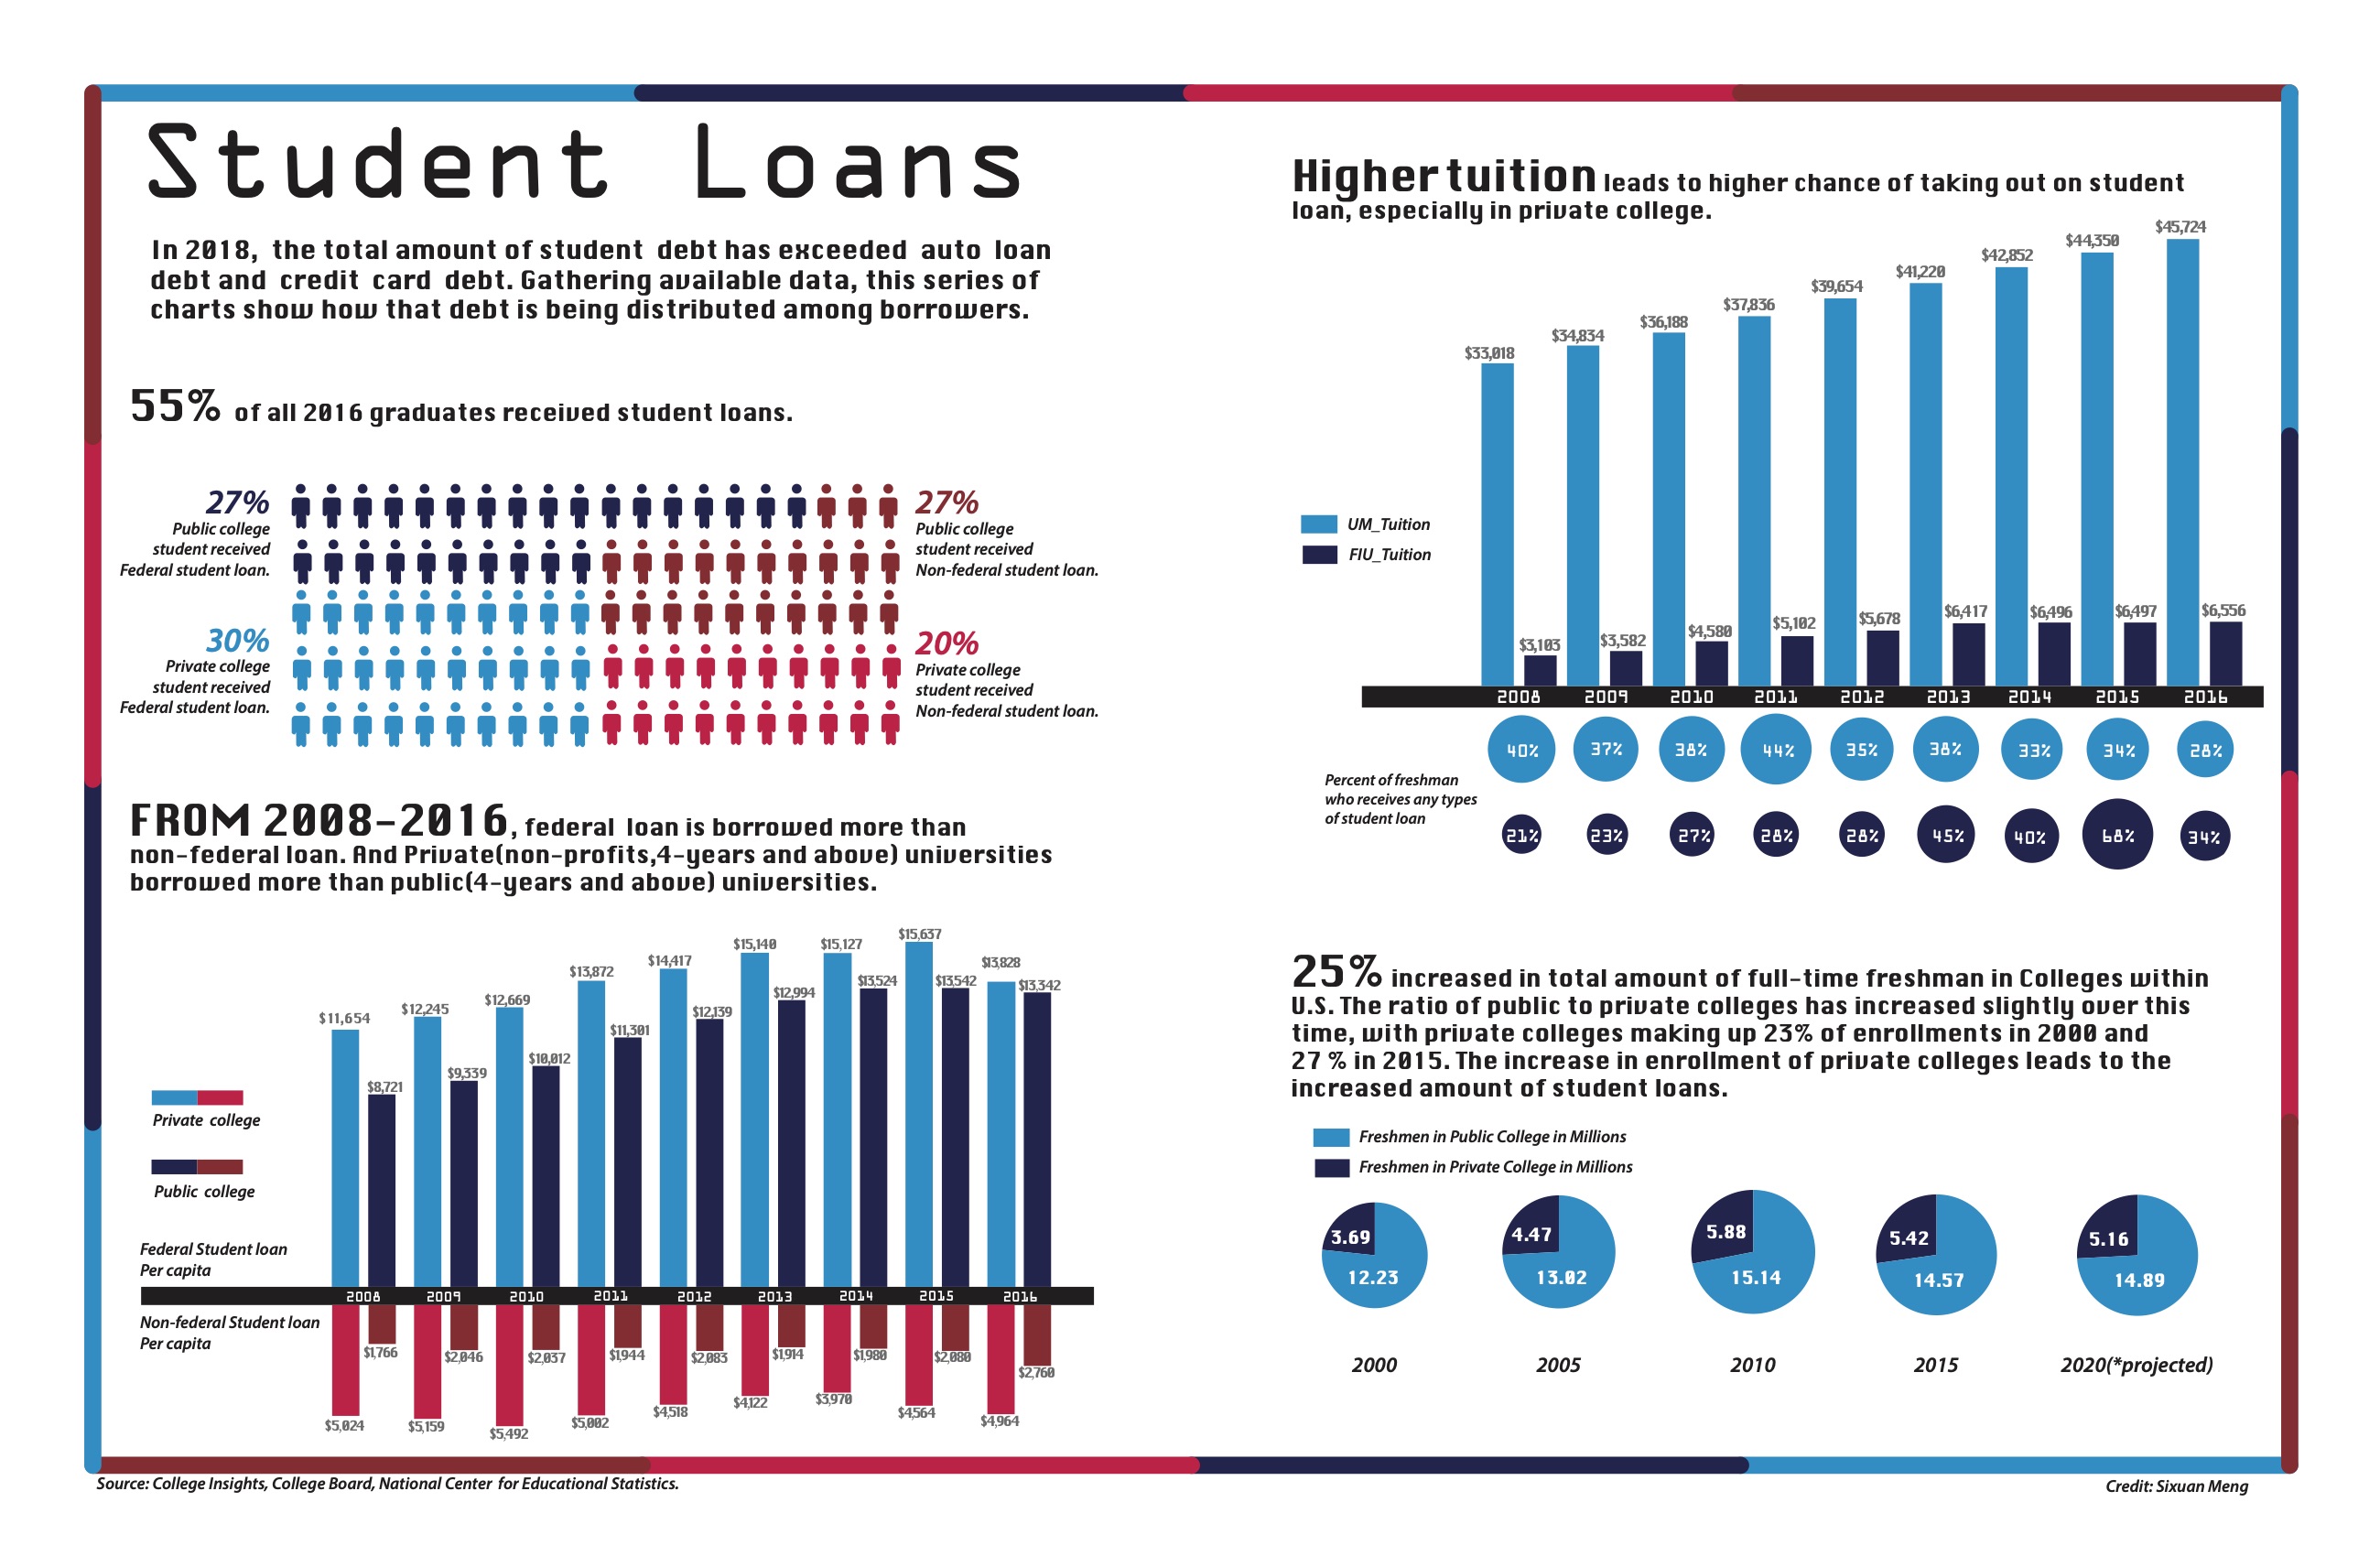 Student Loans
In 2018, the total amount of student debt has exceeded auto loan
debt and credit card debt. Gathering available data, this series of
charts show how that debt is being distributed among borrowers.
55% of all 2016 graduates received student loans.
27%
Public college
student received
Federal student loan.
27%
Public college
student received
Non-federal student loan.
30%
Private college
student received
Federal student loan.
20%
Private college
student received
Non-federal student loan.
FROM 2008-2016, federal loan is borrowed more than
non-federal loan. And Private(non-profits,4-years and above) universities
borrowed more than public(4-years and above) universities.
$11,654 $12,245 $12,669 $13,872 $14,417 $15,140 $15,127 $15,637 $13,828
$8,721 $9,339 $10,012 $11,301 $12,139 $12,994 $13,524 $13,542 $13,342
Private college
Public college
Federal Student loan
Per capita
2008 2009 2010 2011 2012 2013 2014 2015 2016
Non-federal Student loan
Per capita
$1,766 $2,046 $2,037 $1,944 $2,083 $1,914 $1,980 $2,080 $2,760
$5,024 $5,159 $5,492 $5,002 $4,518 $4,122 $3,970 $4,564 $4,964
Higher tuition leads to higher chance of taking out on student
loan, especially in private college.
$33,018 $34,834 $36,188 $37,836 $39,654 $41,220 $42,852 $44,350 $45,724
UM_Tuition
FIU_Tuition
$3,103 $3,582 $4,580 $5,102 $5,678 $6,417 $6,496 $6,497 $6,556
2008 2009 2010 2011 2012 2013 2014 2015 2016
40% 37% 38% 44% 35% 38% 33% 34% 28%
Percent of freshman
who receives any types
of student loan
21% 23% 27% 28% 28% 45% 40% 68% 34%
25% increased in total amount of full-time freshman in Colleges within
U.S. The ratio of public to private colleges has increased slightly over this
time, with private colleges making up 23% of enrollments in 2000 and
27 % in 2015. The increase in enrollment of private colleges leads to the
increased amount of student loans.
Freshmen in Public College in Millions
Freshmen in Private College in Millions
3.69 4.47 5.88 5.42 5.16
12.23 13.02 15.14 14.57 14.89
2000 2005 2010 2015 2020(*projected)
Source: College Insights, College Board, National Center for Educational Statistics.
Credit: Sixuan Meng